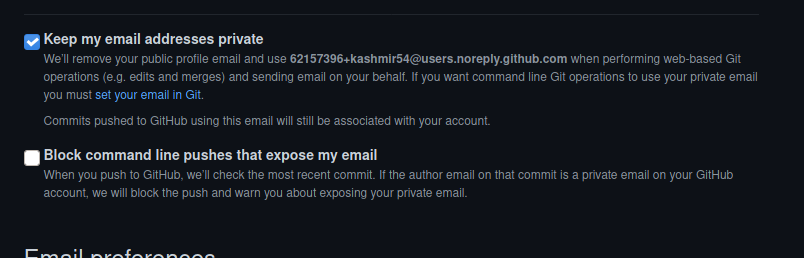 Keep my email addresses private
We'll remove your public profile email and use 62157396+kashmir54@users.noreply.github.com when performing web-based Git
operations (e.g. edits and merges) and sending email on your behalf. If you want command line Git operations to use your private email
you must set your email in Git.
Commits pushed to GitHub using this email will still be associated with your account.
Block command line pushes that expose my email
When you push to GitHub, we'll check the most recent commit. If the author email on that commit is a private email on your GitHub
account, we will block the push and warn you about exposing your private email.
Email preferences